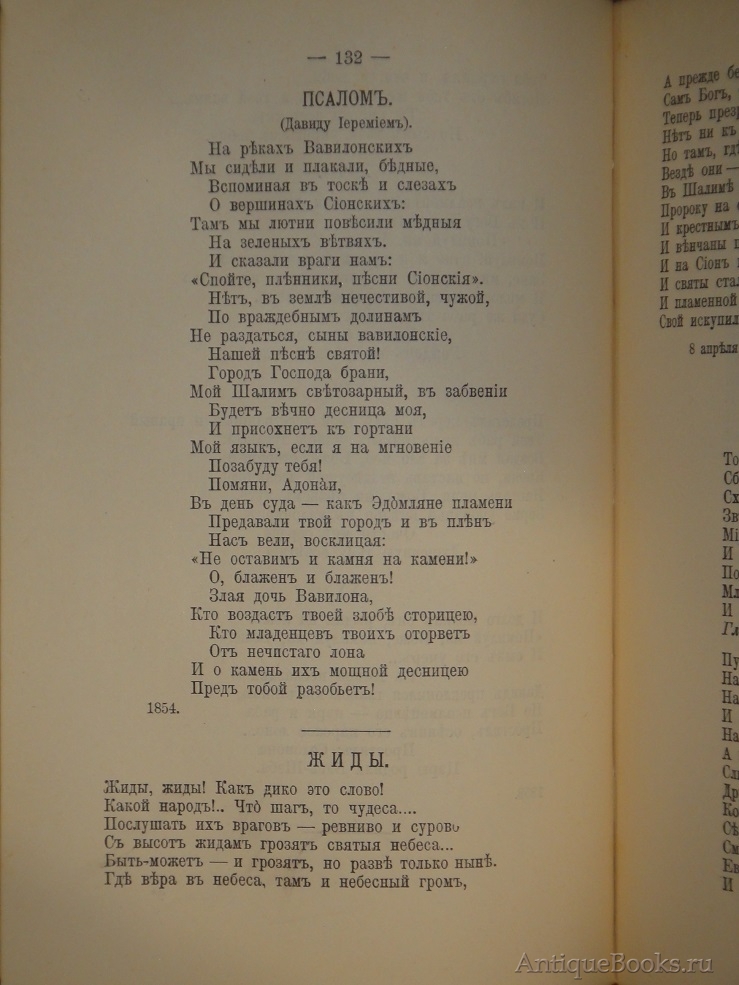 — 132 —
ПСАЛОМЪ.
(Давиду Іереміемъ).
На рѣкахъ Вавилонскихъ
Мы сидѣли и плакали, бѣдные,
Вспоминая въ тоскѣ и слезахъ
О вершинахъ Сіонскихъ:
Тамъ мы лютни повѣсили мѣдныя
На зеленыхъ вѣтвяхъ.
И сказали враги намъ:
«Спойте, плѣнники, пѣсни Сіонскія».
Нѣтъ, въ землѣ нечестивой, чужой,
По враждебнымъ долинамъ
Не раздаться, сыны вавилонскіе,
Нашей пѣснѣ святой!
Городъ Господа брани,
Мой Шалимъ свѣтозарный, въ забвеніи
Будетъ вѣчно десница моя,
И присохнетъ къ гортани
Мой языкъ, если я на мгновеніе
Позабуду тебя!
Помяни, Адона̀и,
Въ день суда — какъ Эдо̀мляне пламени
Предавали твой городъ и въ плѣнъ
Насъ вели, восклицая:
«Не оставимъ и камня на камени!»
О, блаженъ и блаженъ!
Злая дочь Вавилона,
Кто воздастъ твоей злобѣ сторицею,
Кто младенцевъ твоихъ оторветъ
Отъ нечистаго лона
И о камень ихъ мощной десницею
Предъ тобой разобьетъ!
1854.
ЖИДЫ.
Жиды, жиды! Какъ дико это слово!
Какой народъ!.. Что̀ шагъ, то чудеса....
Послушать ихъ враговъ — ревниво и сурово
Съ высотъ жидамъ грозятъ святыя небеса...
Быть-можетъ — и грозятъ, но развѣ только нынѣ.
Гдѣ вѣра въ небеса, тамъ и небесный громъ,
А прежде
Самъ Богъ,
Теперь
Нѣтъ ни къ
Но тамъ,
Вездѣ они —
Въ Шалимѣ
Пророку на
И крестнымъ
И вѣнчаны
И на Сіонъ
И святы
И пламенной
Свой
8 апрѣля
И
По
И
На
На
И
На
А
И
AntiqueBooks.ru